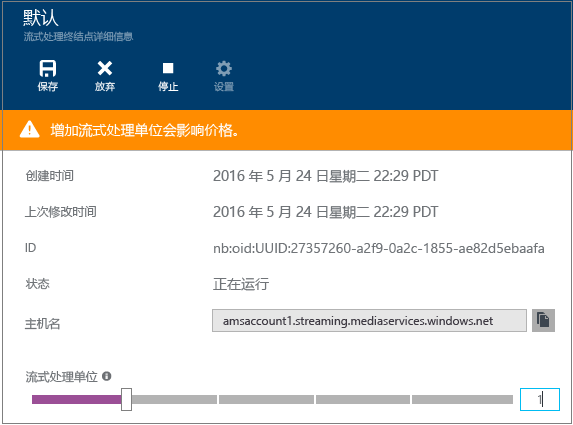 默认
流式处理终结点详细信息
保存 放弃 停止 设置
增加流式处理单位会影响价格。
创建时间 2016 年 5 月 24 日星期二 22:29 PDT
上次修改时间 2016 年 5 月 24 日星期二 22:29 PDT
ID nb:oid:UUID:27357260-a2f9-0a2c-1855-ae82d5ebaafa
状态 正在运行
主机名 amsaccount1.streaming.mediaservices.windows.net
流式处理单位
1